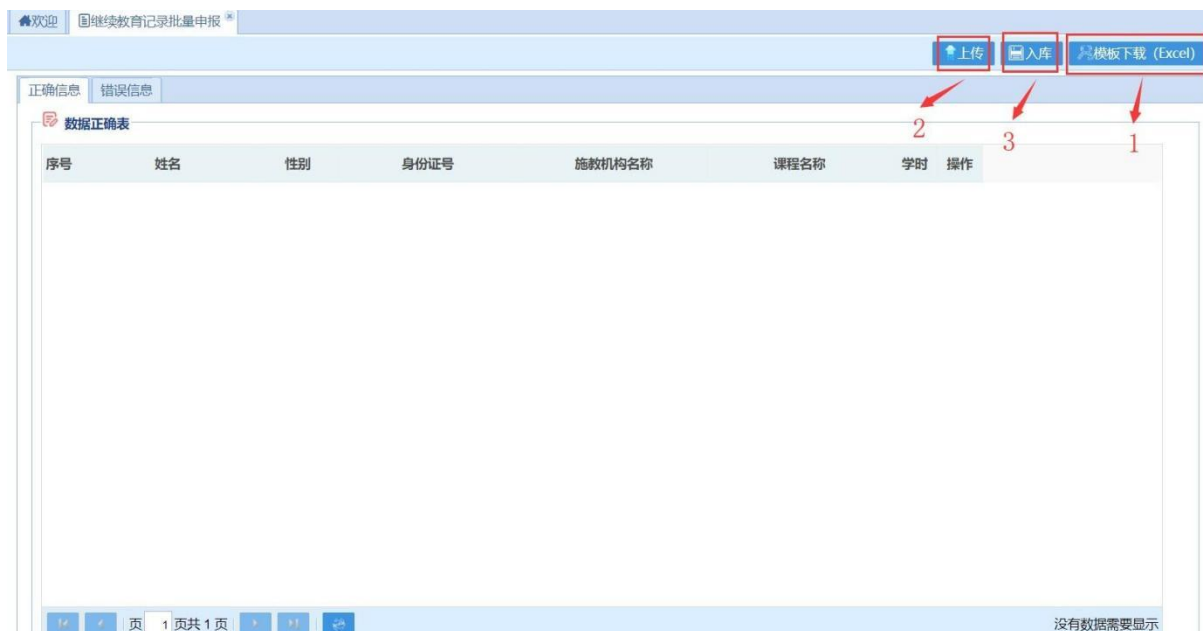 欢迎 继续教育记录批量申报
上传 入库 模板下载 (Excel)
正确信息 错误信息
2 3 1
数据正确表
序号 姓名 性别 身份证号 施教机构名称 课程名称 学时 操作
页 1 页共 1 页 没有数据需要显示